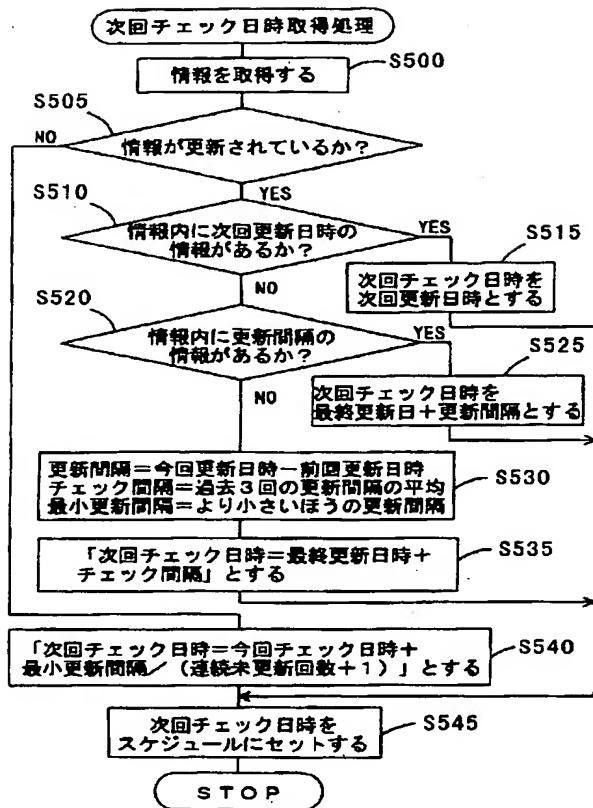 次回チェック日時取得処理
情報を取得する
S500
S505
NO
情報が更新されているか？
YES
S510
情報内に次回更新日時の
情報があるか？
YES
S515
次回チェック日時を
次回更新日時とする
NO
S520
情報内に更新間隔の
情報があるか？
YES
S525
次回チェック日時を
最終更新日＋更新間隔とする
NO
更新間隔＝今回更新日時－前回更新日時
チェック間隔＝過去３回の更新間隔の平均
最小更新間隔＝より小さいほうの更新間隔
S530
「次回チェック日時＝最終更新日時＋
チェック間隔」とする
S535
「次回チェック日時＝今回チェック日時＋
最小更新間隔／（連続未更新回数＋１）」とする
S540
次回チェック日時を
スケジュールにセットする
S545
ＳＴＯＰ